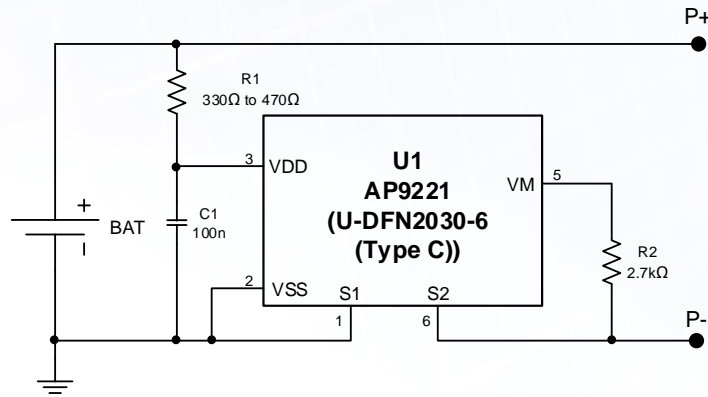 P+
R1
330Ω to 470Ω
3
VDD
U1
AP9221
(U-DFN2030-6
(Type C))
VM
5
+
BAT
C1
100n
R2
2.7kΩ
2
VSS
S1
S2
1
6
P-